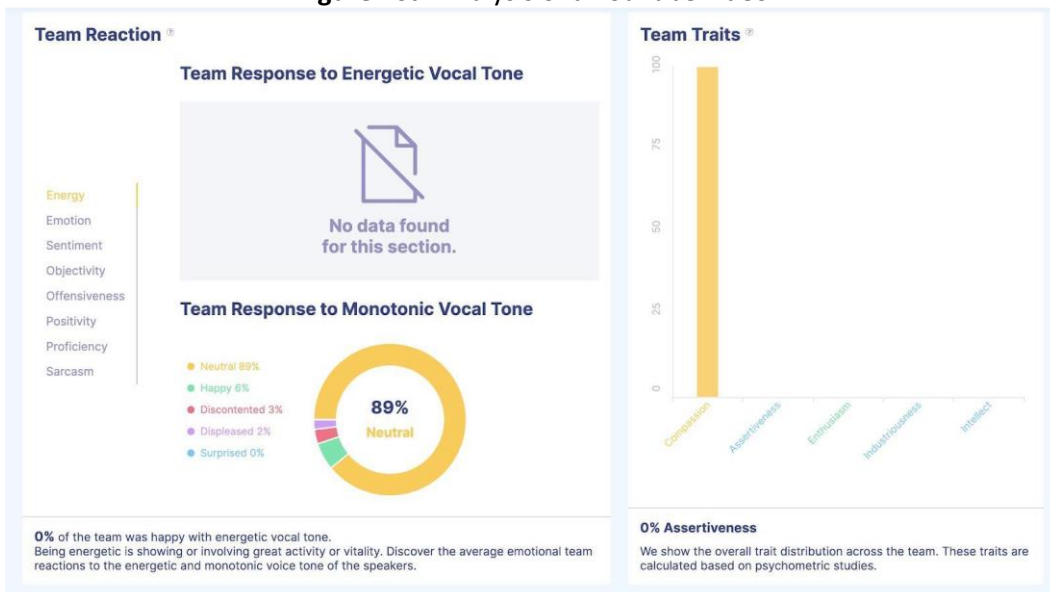 Team Reaction
Team Response to Energetic Vocal Tone
No data found
for this section.
Energy
Emotion
Sentiment
Objectivity
Offensiveness
Positivity
Proficiency
Sarcasm
Team Response to Monotonic Vocal Tone
Neutral 89%
Happy 6%
Discontented 3%
Displeased 2%
Surprised 0%
89%
Neutral
0% of the team was happy with energetic vocal tone.
Being energetic is showing or involving great activity or vitality. Discover the average emotional team
reactions to the energetic and monotonic voice tone of the speakers.
Team Traits
100
75
50
25
0
Compassion
Assertiveness
Enthusiasm
Industriousness
Intellect
0% Assertiveness
We show the overall trait distribution across the team. These traits are
calculated based on psychometric studies.